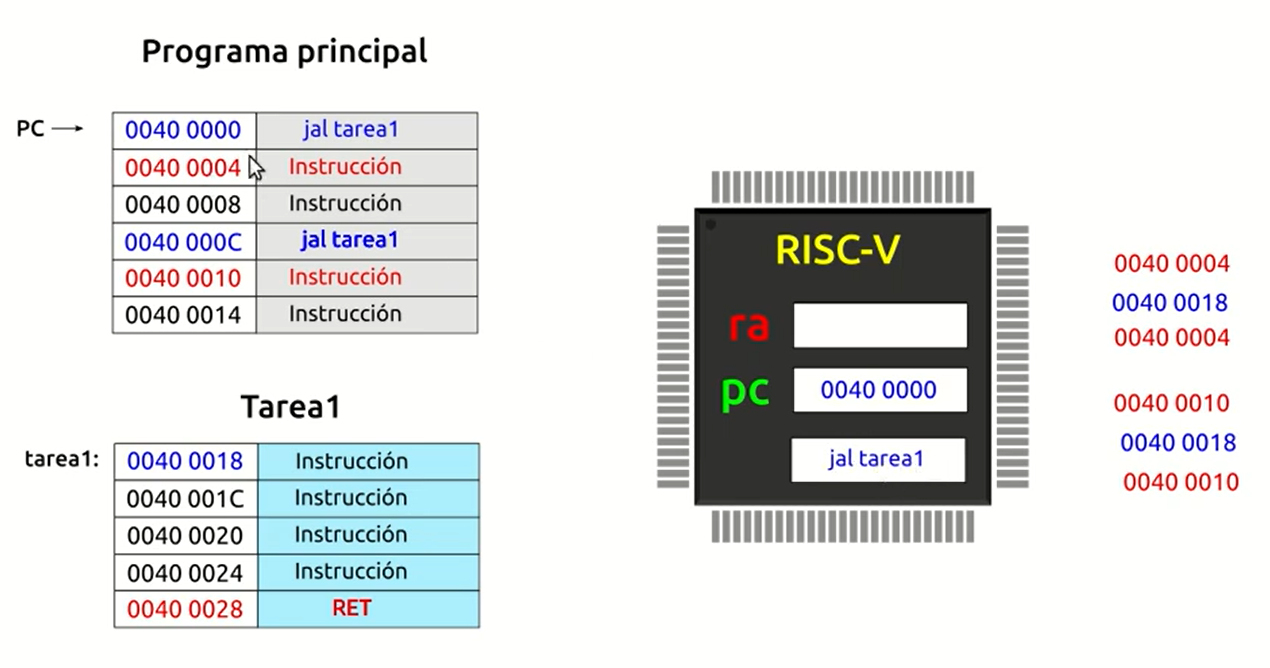 Programa principal
PC
0040 0000 jal tarea1
0040 0004 Instrucción
0040 0008 Instrucción
0040 000C jal tarea1
0040 0010 Instrucción
0040 0014 Instrucción
Tarea1
tarea1: 0040 0018 Instrucción
0040 001C Instrucción
0040 0020 Instrucción
0040 0024 Instrucción
0040 0028 RET
RISC-V
ra
pc 0040 0000
jal tarea1
0040 0004
0040 0018
0040 0004
0040 0010
0040 0018
0040 0010